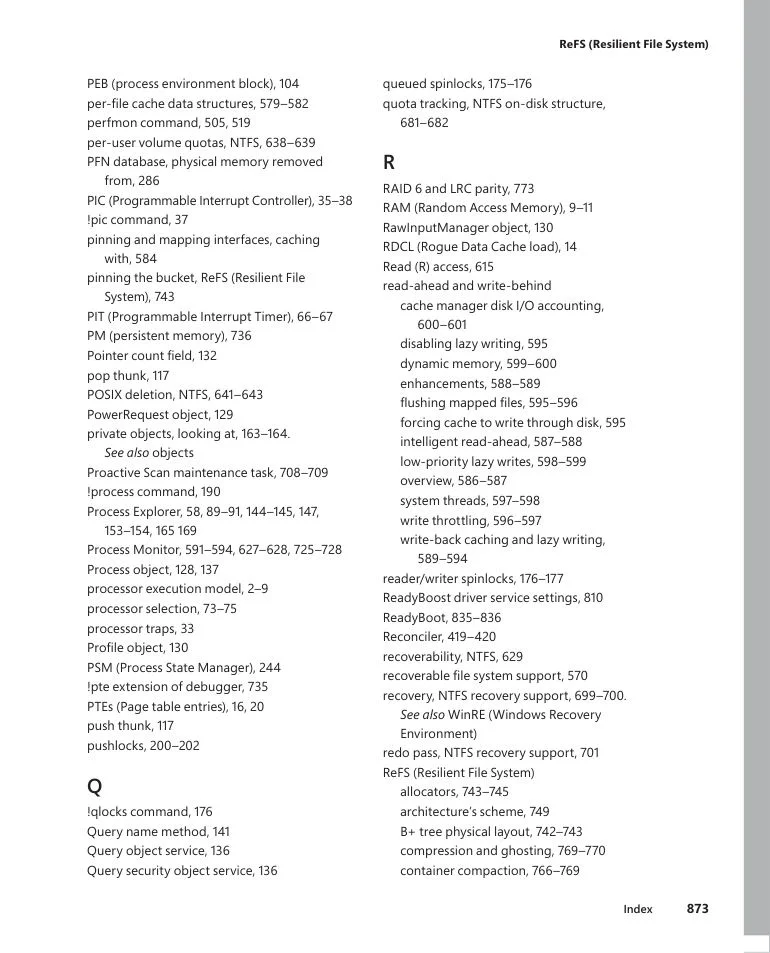 ReFS (Resilient File System)
PEB (process environment block), 104
per-file cache data structures, 579–582
perfmon command, 505, 519
per-user volume quotas, NTFS, 638–639
PFN database, physical memory removed
from, 286
PIC (Programmable Interrupt Controller), 35–38
!pic command, 37
pinning and mapping interfaces, caching
with, 584
pinning the bucket, ReFS (Resilient File
System), 743
PIT (Programmable Interrupt Timer), 66–67
PM (persistent memory), 736
Pointer count field, 132
pop thunk, 117
POSIX deletion, NTFS, 641–643
PowerRequest object, 129
private objects, looking at, 163–164.
See also objects
Proactive Scan maintenance task, 708–709
!process command, 190
Process Explorer, 58, 89–91, 144–145, 147,
153–154, 165 169
Process Monitor, 591–594, 627–628, 725–728
Process object, 128, 137
processor execution model, 2–9
processor selection, 73–75
processor traps, 33
Profile object, 130
PSM (Process State Manager), 244
!pte extension of debugger, 735
PTEs (Page table entries), 16, 20
push thunk, 117
pushlocks, 200–202
Q
!qlocks command, 176
Query name method, 141
Query object service, 136
Query security object service, 136
queued spinlocks, 175–176
quota tracking, NTFS on-disk structure,
681–682
R
RAID 6 and LRC parity, 773
RAM (Random Access Memory), 9–11
RawInputManager object, 130
RDCL (Rogue Data Cache load), 14
Read (R) access, 615
read-ahead and write-behind
cache manager disk I/O accounting,
600–601
disabling lazy writing, 595
dynamic memory, 599–600
enhancements, 588–589
flushing mapped files, 595–596
forcing cache to write through disk, 595
intelligent read-ahead, 587–588
low-priority lazy writes, 598–599
overview, 586–587
system threads, 597–598
write throttling, 596–597
write-back caching and lazy writing,
589–594
reader/writer spinlocks, 176–177
ReadyBoost driver service settings, 810
ReadyBoot, 835–836
Reconciler, 419–420
recoverability, NTFS, 629
recoverable file system support, 570
recovery, NTFS recovery support, 699–700.
See also WinRE (Windows Recovery
Environment)
redo pass, NTFS recovery support, 701
ReFS (Resilient File System)
allocators, 743–745
architecture's scheme, 749
B+ tree physical layout, 742–743
compression and ghosting, 769–770
container compaction, 766–769
Index 873